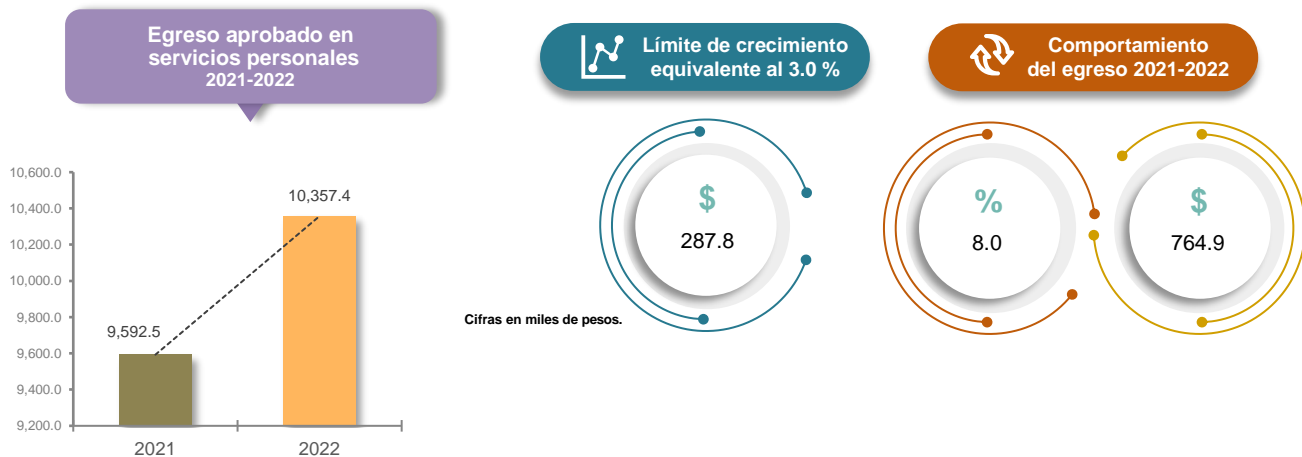 Egreso aprobado en
servicios personales
2021-2022
Límite de crecimiento
equivalente al 3.0 %
Comportamiento
del egreso 2021-2022
10,600.0
10,400.0
10,200.0
10,000.0
9,800.0
9,600.0
9,400.0
9,200.0
9,592.5
10,357.4
2021
2022
$
287.8
%
8.0
$
764.9
Cifras en miles de pesos.